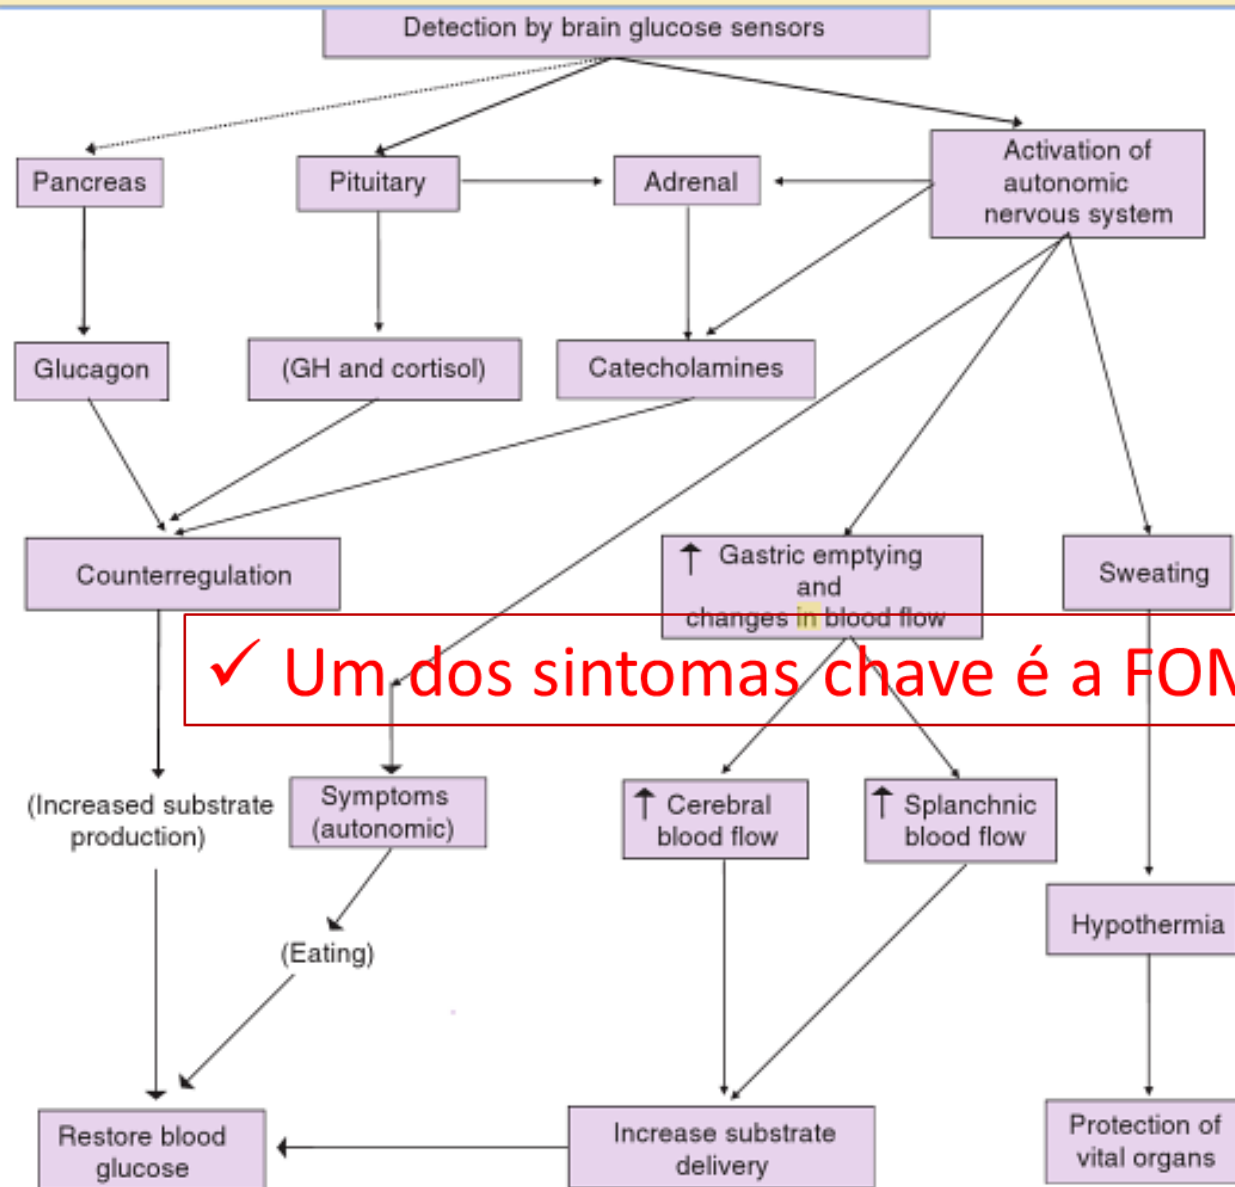 Detection by brain glucose sensors
Pancreas
Pituitary
Adrenal
Activation of
autonomic
nervous system
Glucagon
(GH and cortisol)
Catecholamines
Counterregulation
↑ Gastric emptying
and
changes in blood flow
Sweating
✓ Um dos sintomas chave é a
(Increased substrate
production)
Symptoms
(autonomic)
↑ Cerebral
blood flow
↑ Splanchnic
blood flow
(Eating)
Hypothermia
Restore blood
glucose
Increase substrate
delivery
Protection of
vital organs